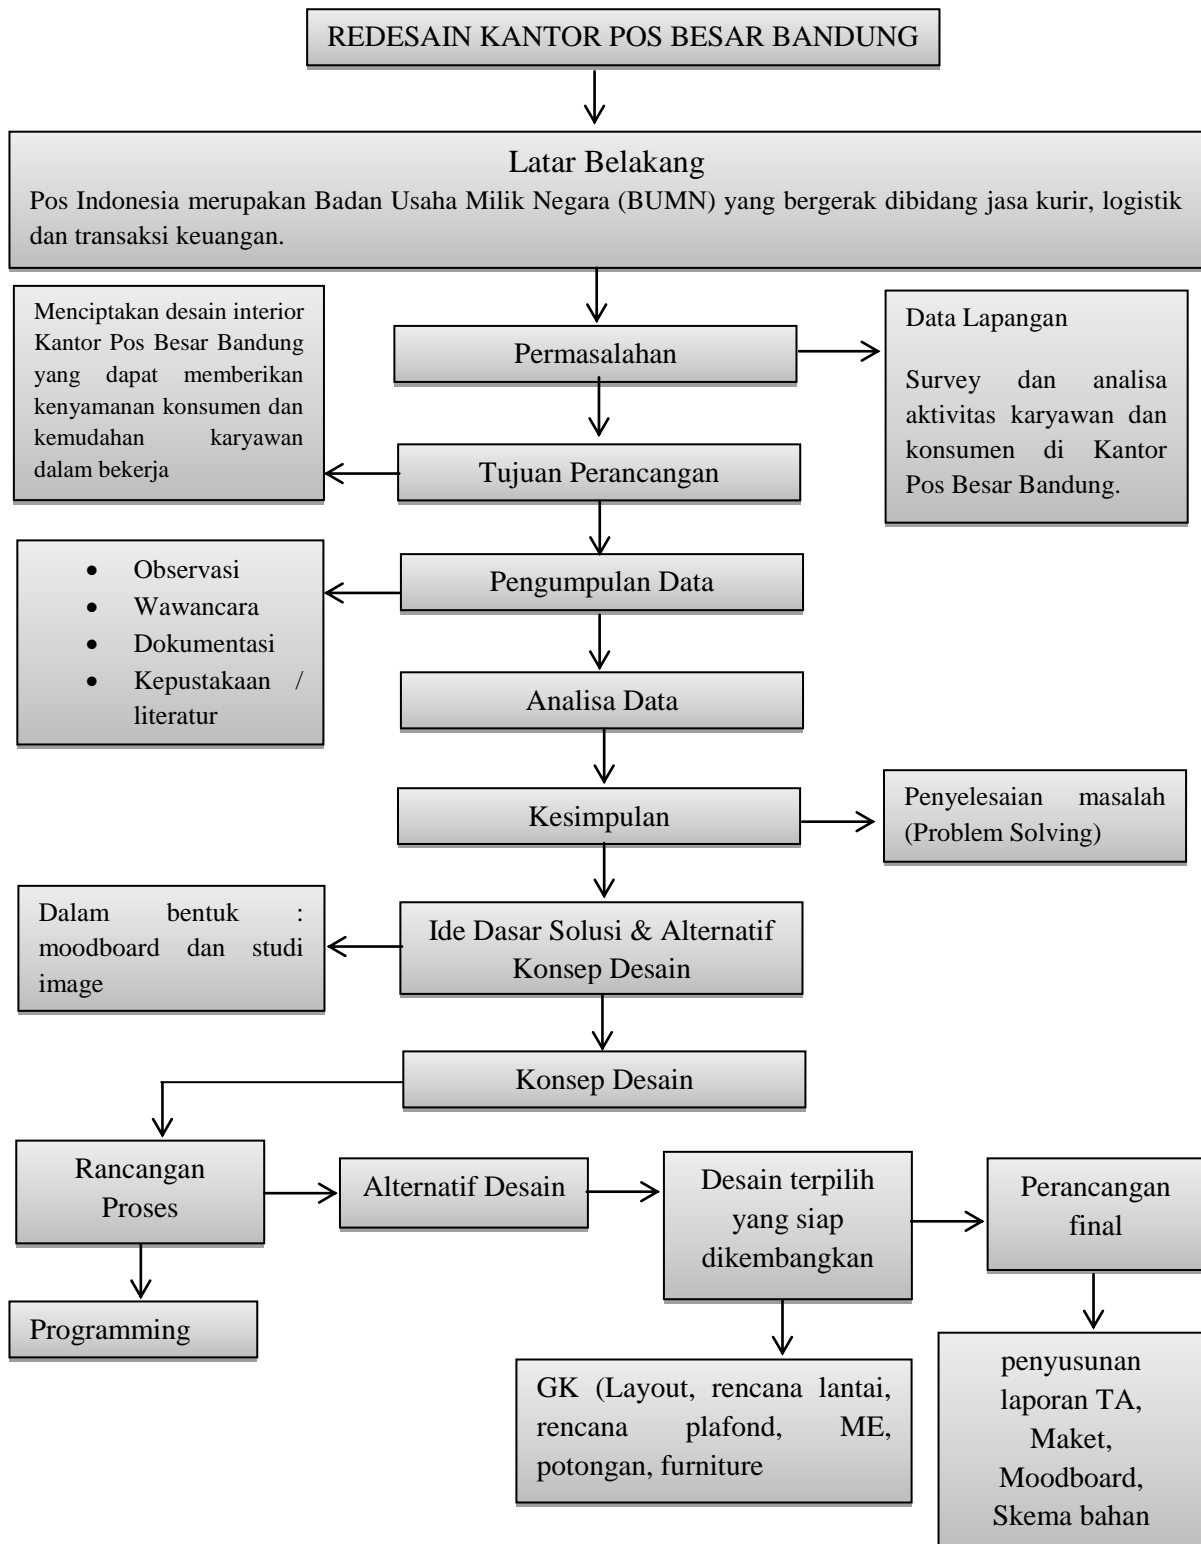 REDESAIN KANTOR POS BESAR BANDUNG
Latar Belakang
Pos Indonesia merupakan Badan Usaha Milik Negara (BUMN) yang bergerak dibidang jasa kurir, logistik
dan transaksi keuangan.
Menciptakan desain interior
Kantor Pos Besar Bandung
yang dapat memberikan
kenyamanan konsumen dan
kemudahan karyawan
dalam bekerja
Permasalahan
Data Lapangan
Survey dan analisa
aktivitas karyawan dan
konsumen di Kantor
Pos Besar Bandung.
Tujuan Perancangan
• Observasi
• Wawancara
• Dokumentasi
• Kepustakaan /
literatur
Pengumpulan Data
Analisa Data
Kesimpulan
Penyelesaian masalah
(Problem Solving)
Dalam bentuk :
moodboard dan studi
image
Ide Dasar Solusi & Alternatif
Konsep Desain
Konsep Desain
Rancangan
Proses
Alternatif Desain
Desain terpilih
yang siap
dikembangkan
Perancangan
final
Programming
GK (Layout, rencana lantai,
rencana plafond, ME,
potongan, furniture
penyusunan
laporan TA,
Maket,
Moodboard,
Skema bahan